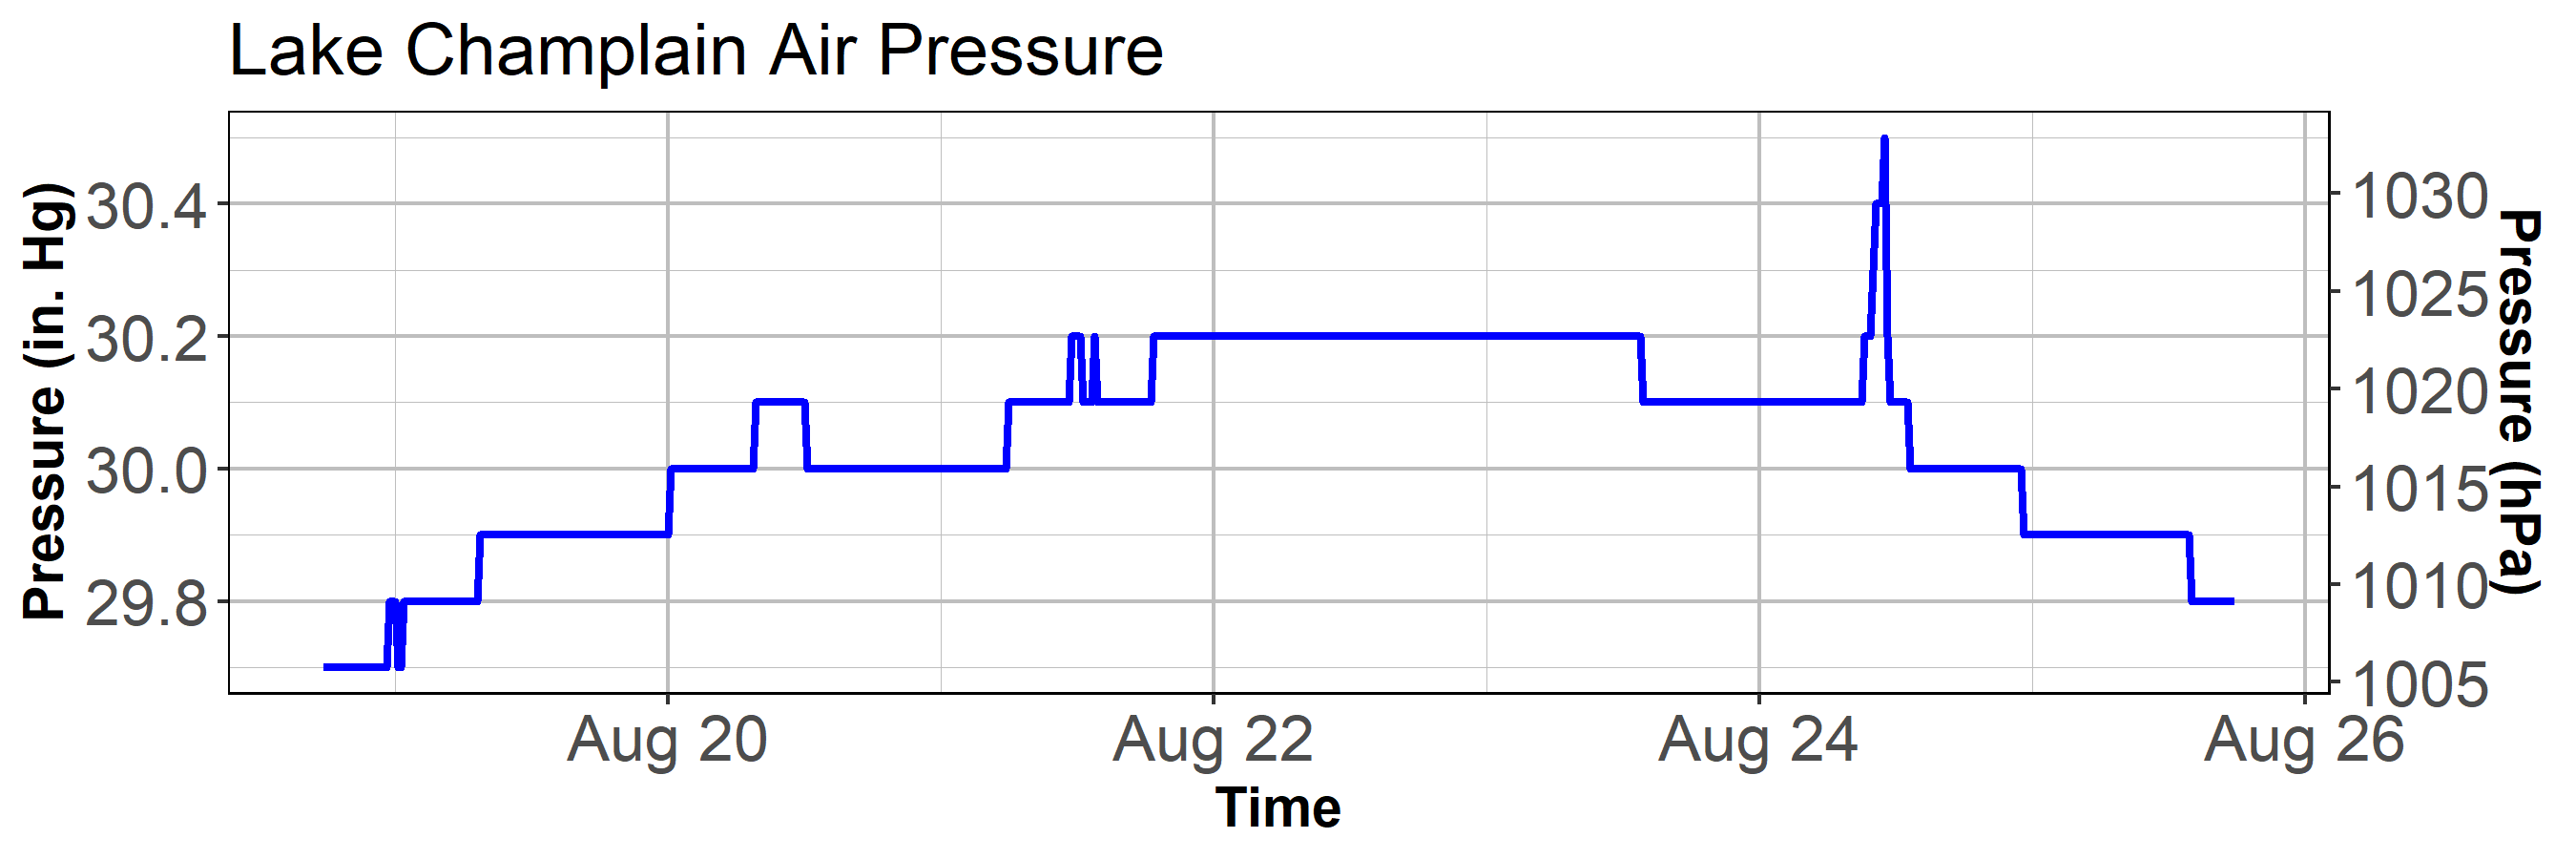 Lake Champlain Air Pressure
Pressure (in. Hg)
30.4
30.2
30.0
29.8
1030
1025
1020
1015
1010
1005
Pressure (hPa)
Aug 20
Aug 22
Aug 24
Aug 26
Time